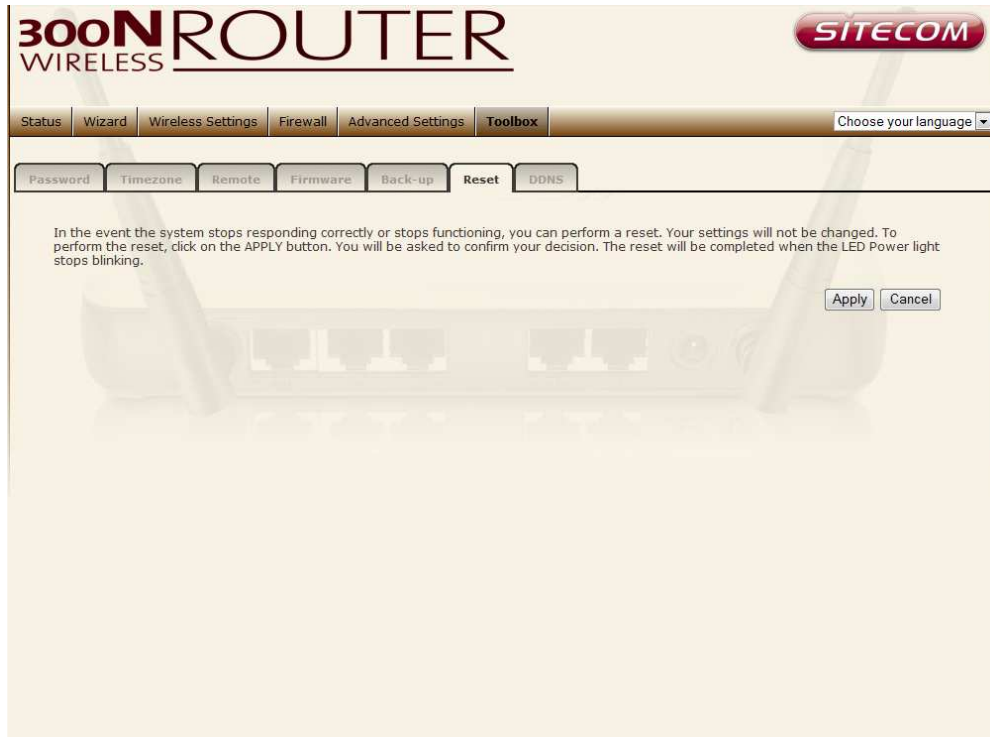 300N WIRELESS ROUTER
SITECOM
Status Wizard Wireless Settings Firewall Advanced Settings Toolbox Choose your language
Password Timezone Remote Firmware Back-up Reset DDNS
In the event the system stops responding correctly or stops functioning, you can perform a reset. Your settings will not be changed. To
perform the reset, click on the APPLY button. You will be asked to confirm your decision. The reset will be completed when the LED Power light
stops blinking.
Apply Cancel